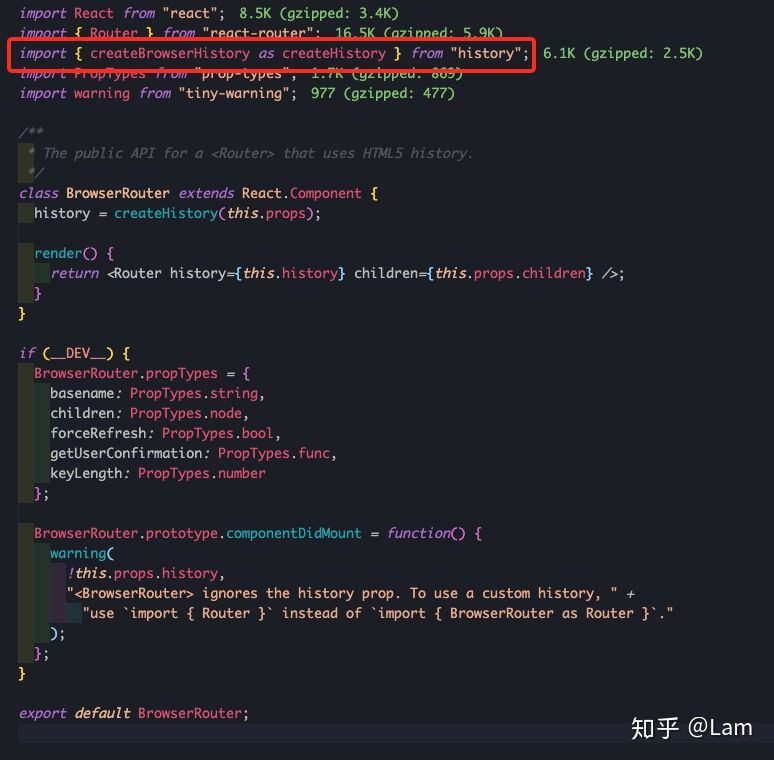 import React from "react"; 8.5K (gzipped: 3.4K)
import { Router } from "react-router"; 16.5K (gzipped: 5.9K)
import { createBrowserHistory as createHistory } from "history"; 6.1K (gzipped: 2.5K)
import PropTypes from "prop-types"; 1.7K (gzipped: 869)
import warning from "tiny-warning"; 977 (gzipped: 477)
/**
 * The public API for a <Router> that uses HTML5 history.
 */
class BrowserRouter extends React.Component {
  history = createHistory(this.props);
  render() {
    return <Router history={this.history} children={this.props.children} />;
  }
}
if (__DEV__) {
  BrowserRouter.propTypes = {
    basename: PropTypes.string,
    children: PropTypes.node,
    forceRefresh: PropTypes.bool,
    getUserConfirmation: PropTypes.func,
    keyLength: PropTypes.number
  };
  BrowserRouter.prototype.componentDidMount = function() {
    warning(
      !this.props.history,
      "<BrowserRouter> ignores the history prop. To use a custom history, " +
        "use `import { Router }` instead of `import { BrowserRouter as Router }`."
    );
  };
}
export default BrowserRouter;
知乎 @Lam